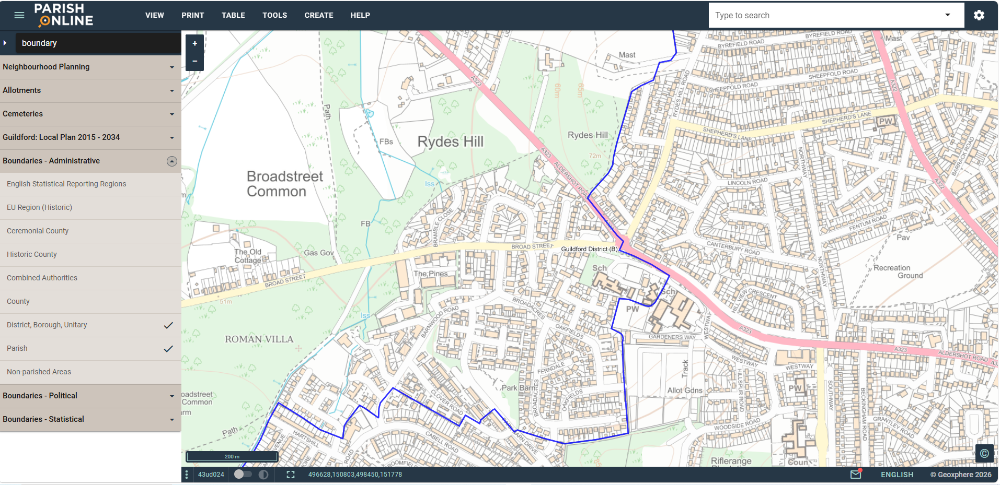 PARISH
ONLINE
VIEW
PRINT
TABLE
TOOLS
CREATE
HELP
Type to search
boundary
Neighbourhood Planning
Allotments
Cemeteries
Guildford: Local Plan 2015 - 2034
Boundaries - Administrative
English Statistical Reporting Regions
EU Region (Historic)
Ceremonial County
Historic County
Combined Authorities
County
District, Borough, Unitary
Parish
Non-parished Areas
Boundaries - Political
Boundaries - Statistical
+
−
Mast
Mast
BYREFIELD ROAD
BYREFIELD ROAD
SHEEPFOLD ROAD
SHEEPFOLD ROAD
RYDES HILL ROAD
A323
A322
60m
65m
Path
FBs
Rydes Hill
Rydes Hill
72m
SHEPHERD'S LANE
SHEPHERD'S LANE
PW
BARRACK ROAD
A323
ALDERSHOT ROAD
NORTHWAY
LINCOLN ROAD
A322
Broadstreet
Common
Iss
FB
BRAMBLE CLOSE
FENTUM ROAD
Pav
BROAD STREET
Guildford District (B)
CANTERBURY ROAD
The Old
Cottage
Gas Gov
NORTHWAY
Recreation
Ground
Sch
The Pines
BROAD STREET
Sch
HILL VIEW CRESCENT
51m
BROADACRES
PW
Iss
BARNWOOD ROAD
OAKFIELDS
WESTWAY
A323
GARDENERS WAY
ROMAN VILLA
A323
ALDERSHOT ROAD
A3
WESTWAY
WESTWAY
FERNDALE
Track
HILLSPUR ROAD
Park Barn
Allot Gdns
PW
SOUTHWAY
BECKINGHAM ROAD
oadstreet
Common
arm
CLOVER ROAD
BROADACRES
OAKFIELDS
GRANTLEY ROAD
WOODSIDE ROAD
Path
HARTSHILL
CABELL ROAD
PARK BARN DRIVE
Riflerange
Coun
200 m
©
43ud024
496628,150803,498450,151778
ENGLISH
© Geoxphere 2026